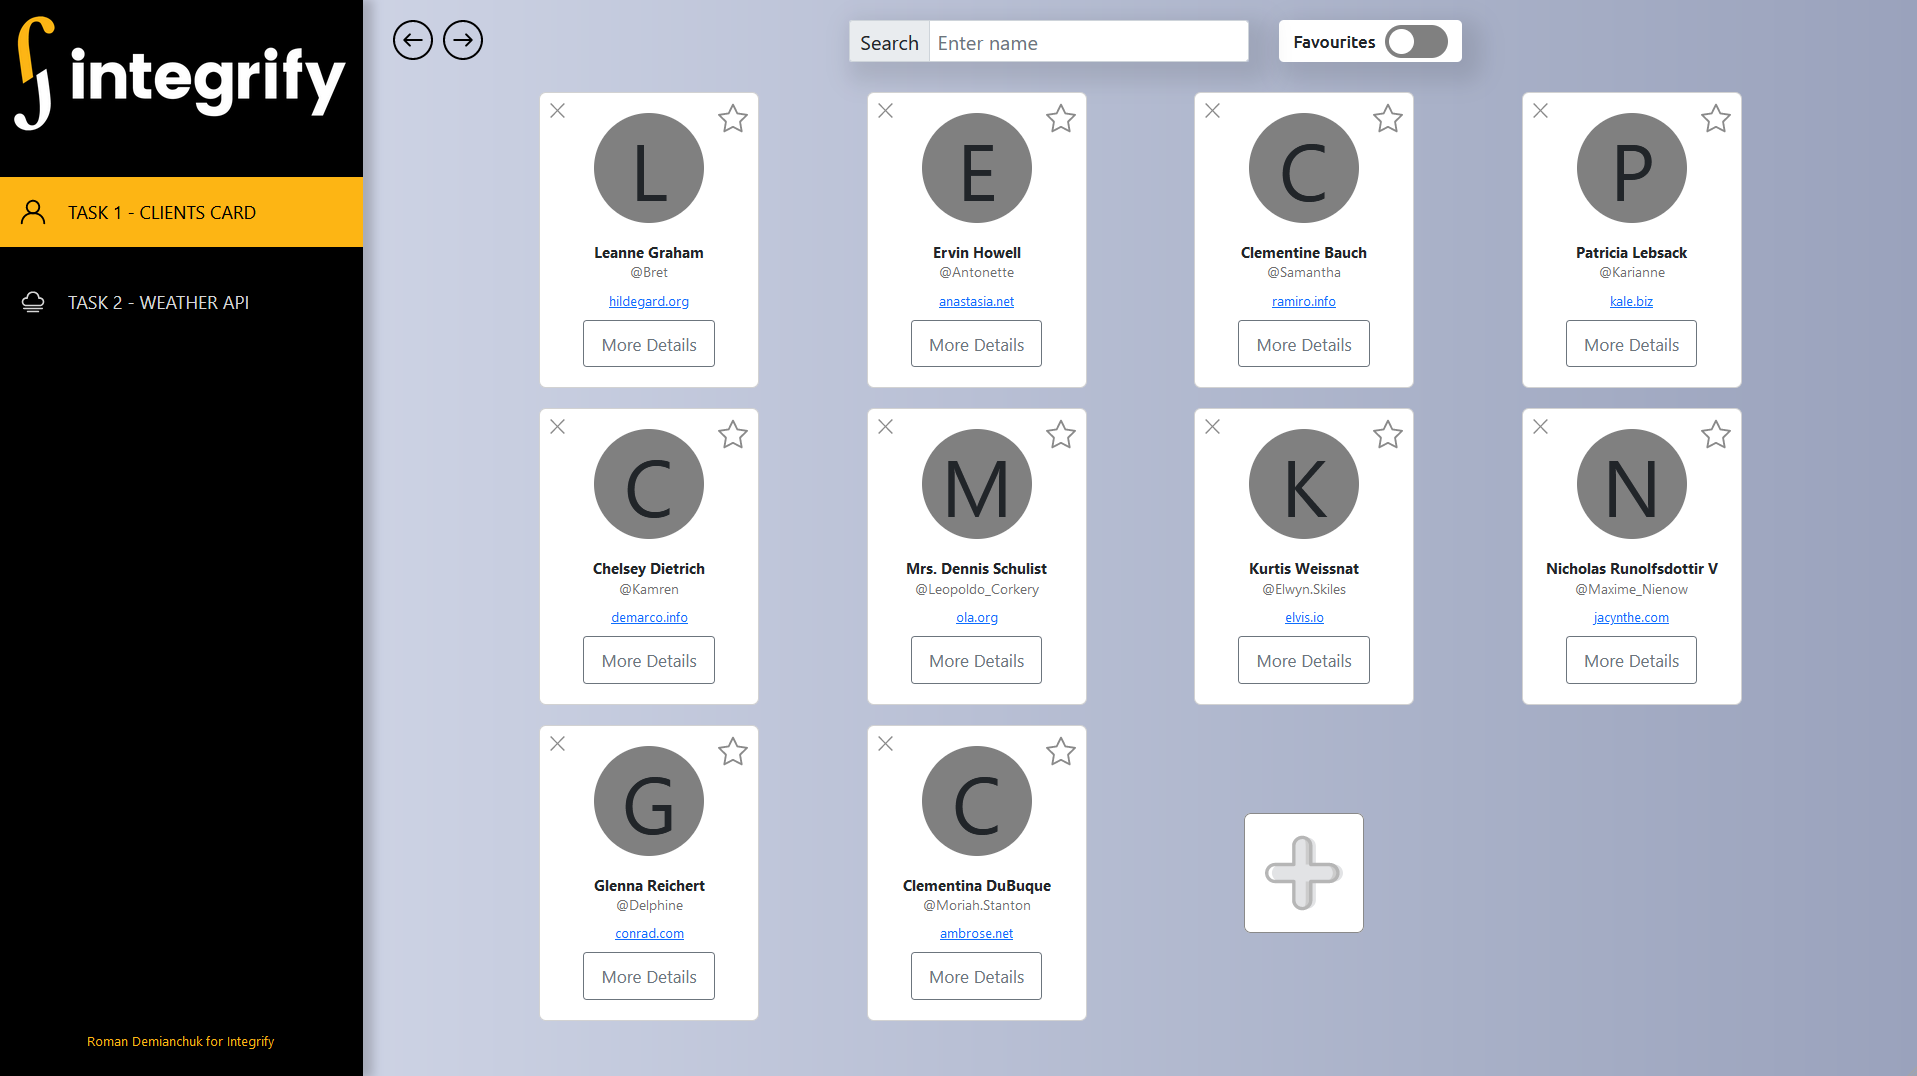 integrify
TASK 1 - CLIENTS CARD
TASK 2 - WEATHER API
Roman Demianchuk for Integrify
Search Enter name
Favourites
L
Leanne Graham
@Bret
hildegard.org
More Details
E
Ervin Howell
@Antonette
anastasia.net
More Details
C
Clementine Bauch
@Samantha
ramiro.info
More Details
P
Patricia Lebsack
@Karianne
kale.biz
More Details
C
Chelsey Dietrich
@Kamren
demarco.info
More Details
M
Mrs. Dennis Schulist
@Leopoldo_Corkery
ola.org
More Details
K
Kurtis Weissnat
@Elwyn.Skiles
elvis.io
More Details
N
Nicholas Runolfsdottir V
@Maxime_Nienow
jacynthe.com
More Details
G
Glenna Reichert
@Delphine
conrad.com
More Details
C
Clementina DuBuque
@Moriah.Stanton
ambrose.net
More Details